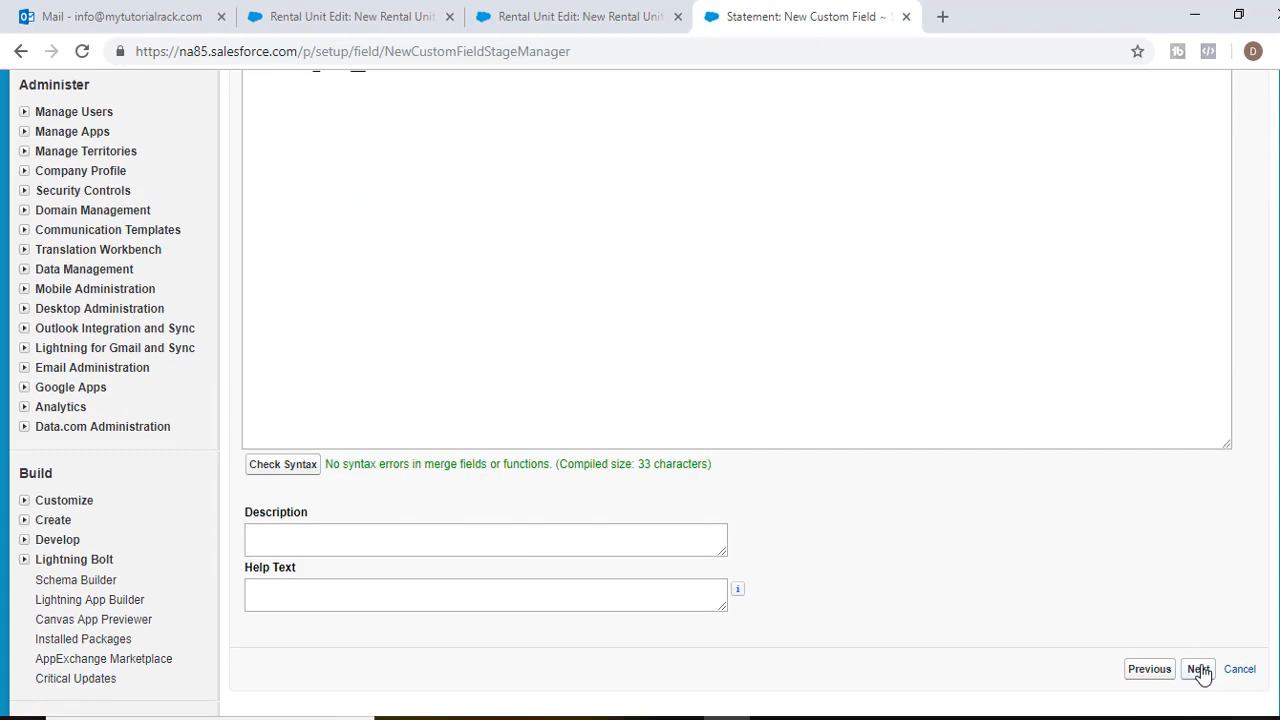 Mail - info@mytutorialrack.com
Rental Unit Edit: New Rental Unit
Rental Unit Edit: New Rental Unit
Statement: New Custom Field ~
https://na85.salesforce.com/p/setup/field/NewCustomFieldStageManager
D
Administer
Manage Users
Manage Apps
Manage Territories
Company Profile
Security Controls
Domain Management
Communication Templates
Translation Workbench
Data Management
Mobile Administration
Desktop Administration
Outlook Integration and Sync
Lightning for Gmail and Sync
Email Administration
Google Apps
Analytics
Data.com Administration
Build
Customize
Create
Develop
Lightning Bolt
Schema Builder
Lightning App Builder
Canvas App Previewer
Installed Packages
AppExchange Marketplace
Critical Updates
Check Syntax No syntax errors in merge fields or functions. (Compiled size: 33 characters)
Description
Help Text
Previous Next Cancel